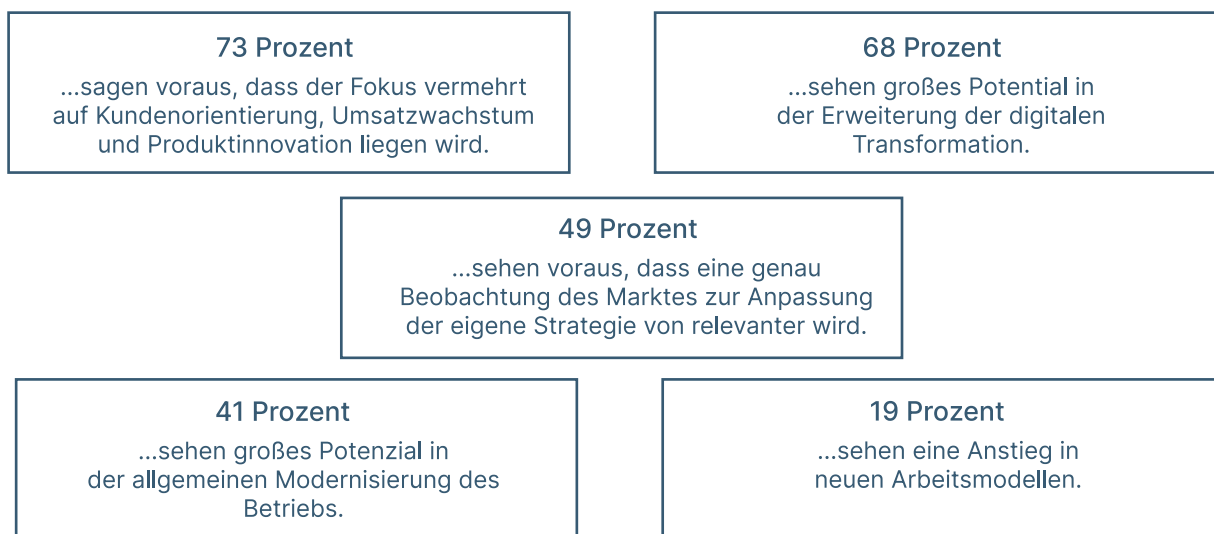 73 Prozent
...sagen voraus, dass der Fokus vermehrt
auf Kundenorientierung, Umsatzwachstum
und Produktinnovation liegen wird.
68 Prozent
...sehen großes Potential in
der Erweiterung der digitalen
Transformation.
49 Prozent
...sehen voraus, dass eine genau
Beobachtung des Marktes zur Anpassung
der eigene Strategie von relevanter wird.
41 Prozent
...sehen großes Potenzial in
der allgemeinen Modernisierung des
Betriebs.
19 Prozent
...sehen eine Anstieg in
neuen Arbeitsmodellen.